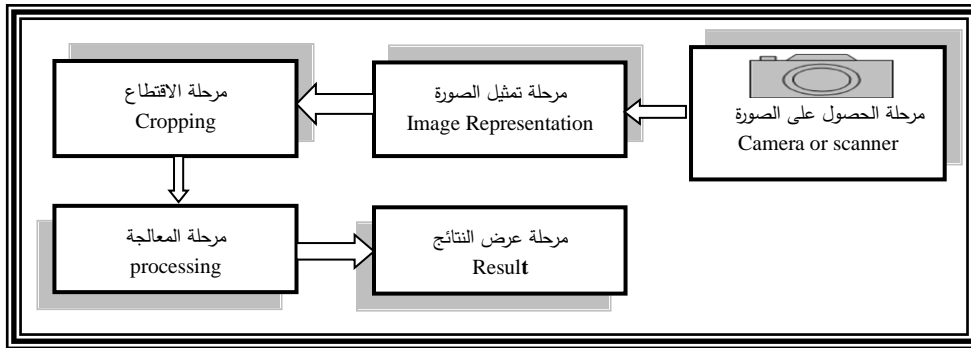 مرحلة الحصول على الصورة
Camera or scanner
مرحلة تمثيل الصورة
Image Representation
مرحلة الاقتطاع
Cropping
مرحلة المعالجة
processing
مرحلة عرض النتائج
Result